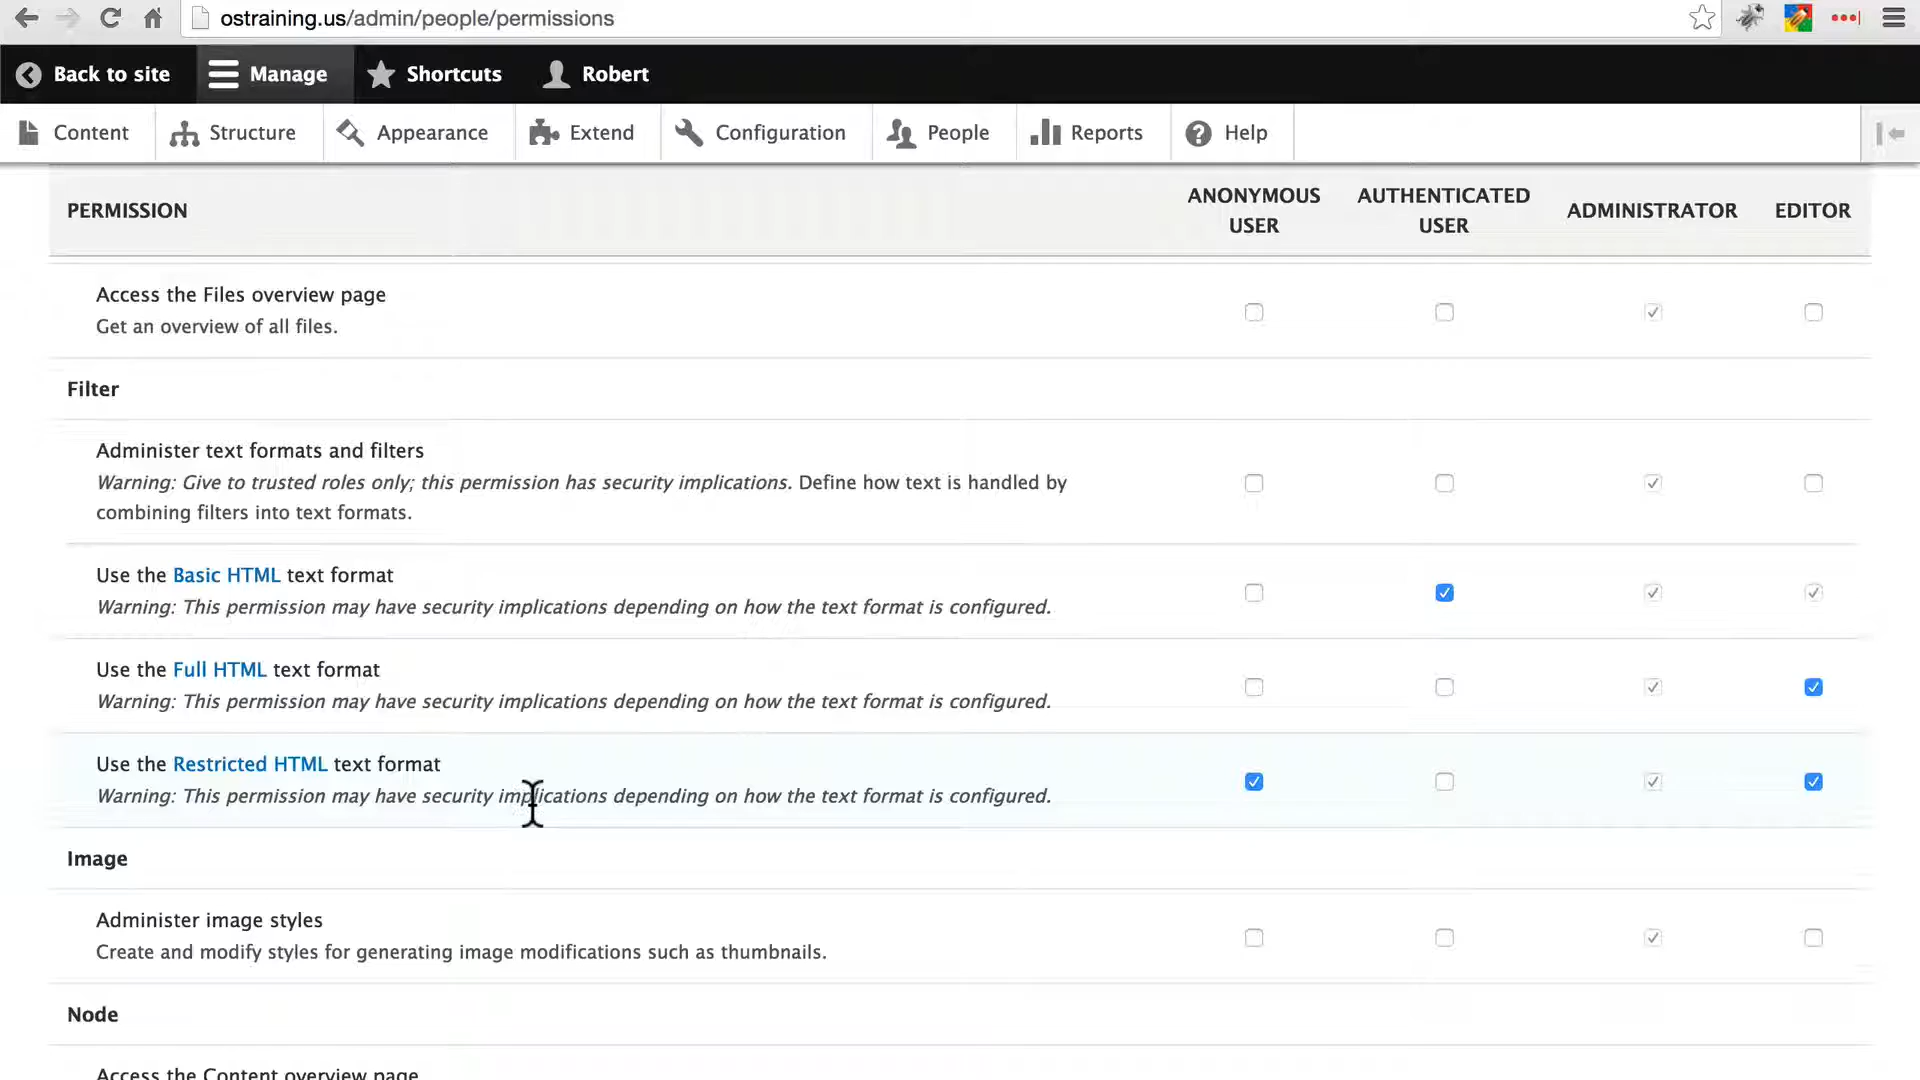 ostraining.us/admin/people/permissions
Back to site Manage Shortcuts Robert
Content Structure Appearance Extend Configuration People Reports Help
PERMISSION ANONYMOUS USER AUTHENTICATED USER ADMINISTRATOR EDITOR
Access the Files overview page
Get an overview of all files.
Filter
Administer text formats and filters
Warning: Give to trusted roles only; this permission has security implications. Define how text is handled by
combining filters into text formats.
Use the Basic HTML text format
Warning: This permission may have security implications depending on how the text format is configured.
Use the Full HTML text format
Warning: This permission may have security implications depending on how the text format is configured.
Use the Restricted HTML text format
Warning: This permission may have security implications depending on how the text format is configured.
Image
Administer image styles
Create and modify styles for generating image modifications such as thumbnails.
Node
Access the Content overview page